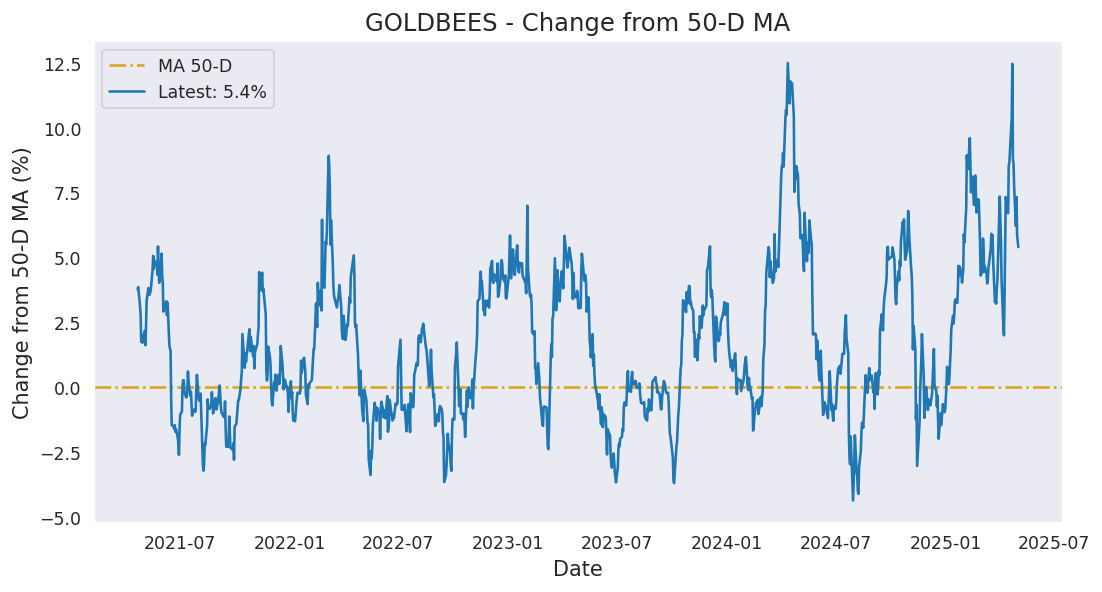 GOLDBEES - Change from 50-D MA
MA 50-D
Latest: 5.4%
Change from 50-D MA (%)
12.5
10.0
7.5
5.0
2.5
0.0
−2.5
−5.0
2021-07 2022-01 2022-07 2023-01 2023-07 2024-01 2024-07 2025-01 2025-07
Date